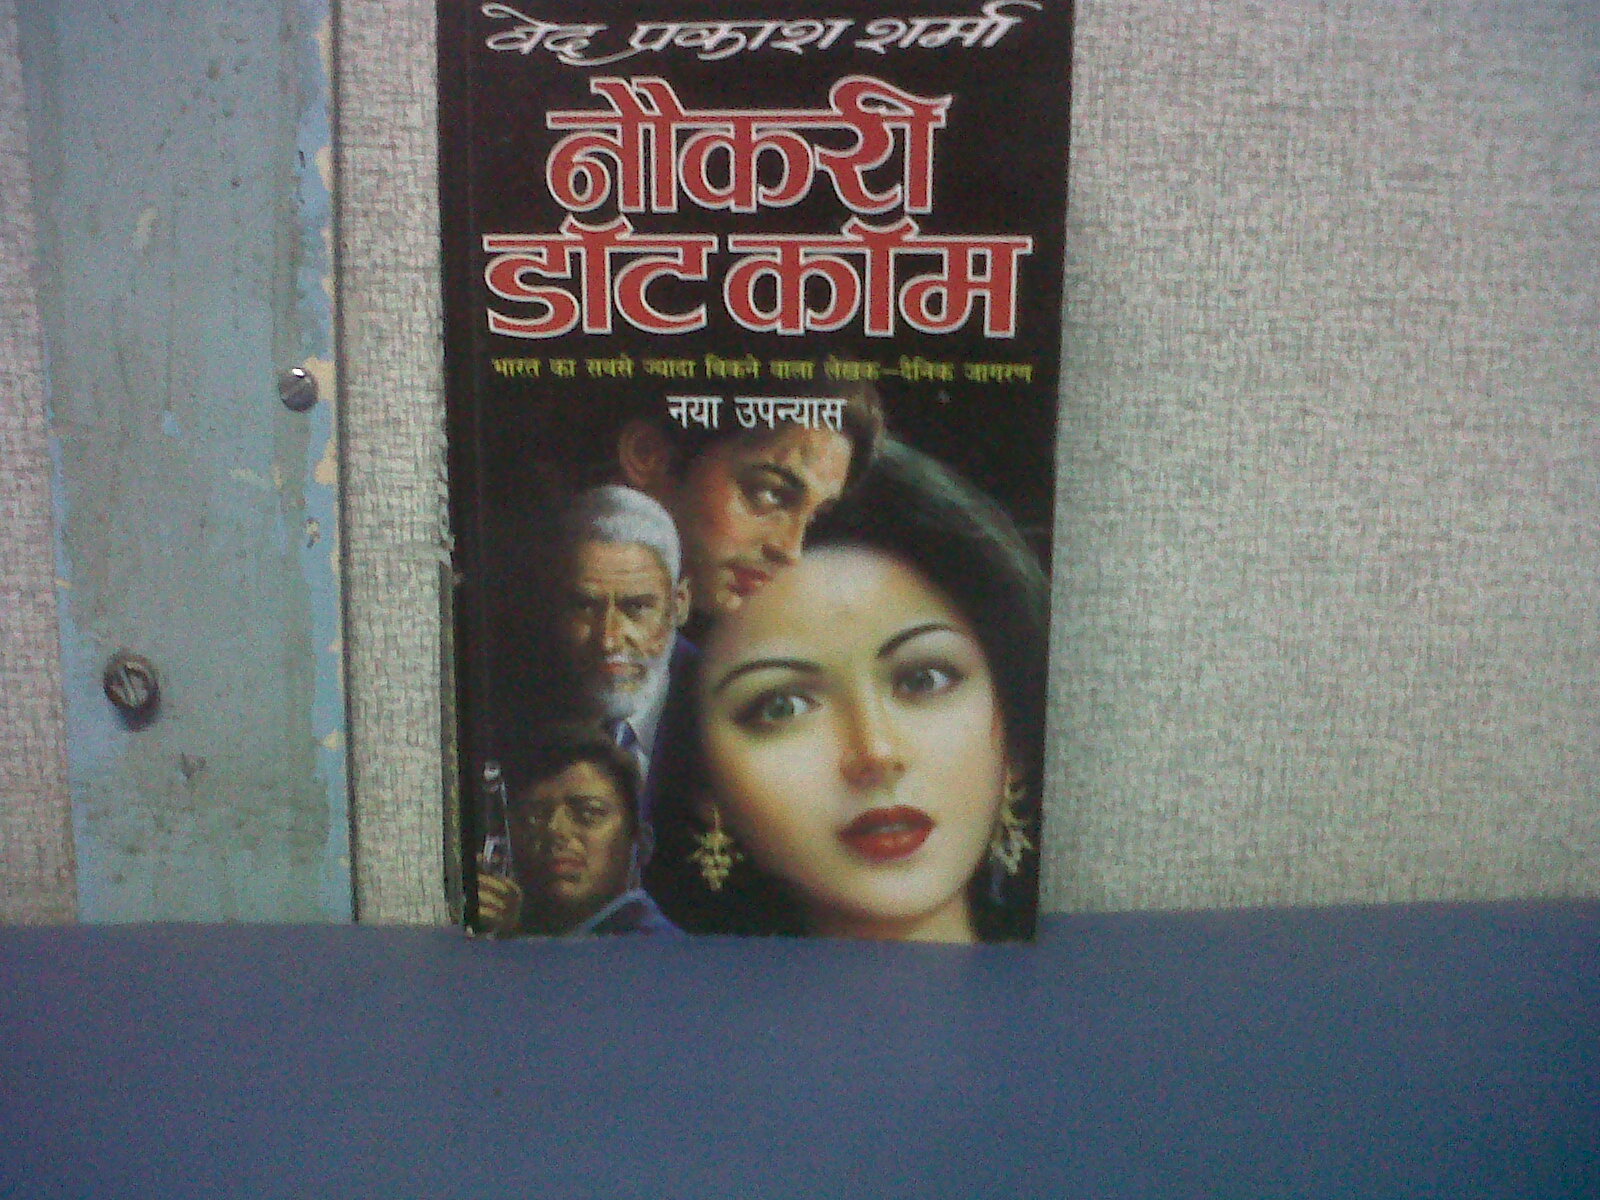 वेद प्रकाश शर्मा
नौकरी
डॉट कॉम
भारत का सबसे ज्यादा बिकने वाला लेखक—दैनिक जागरण
नया उपन्यास